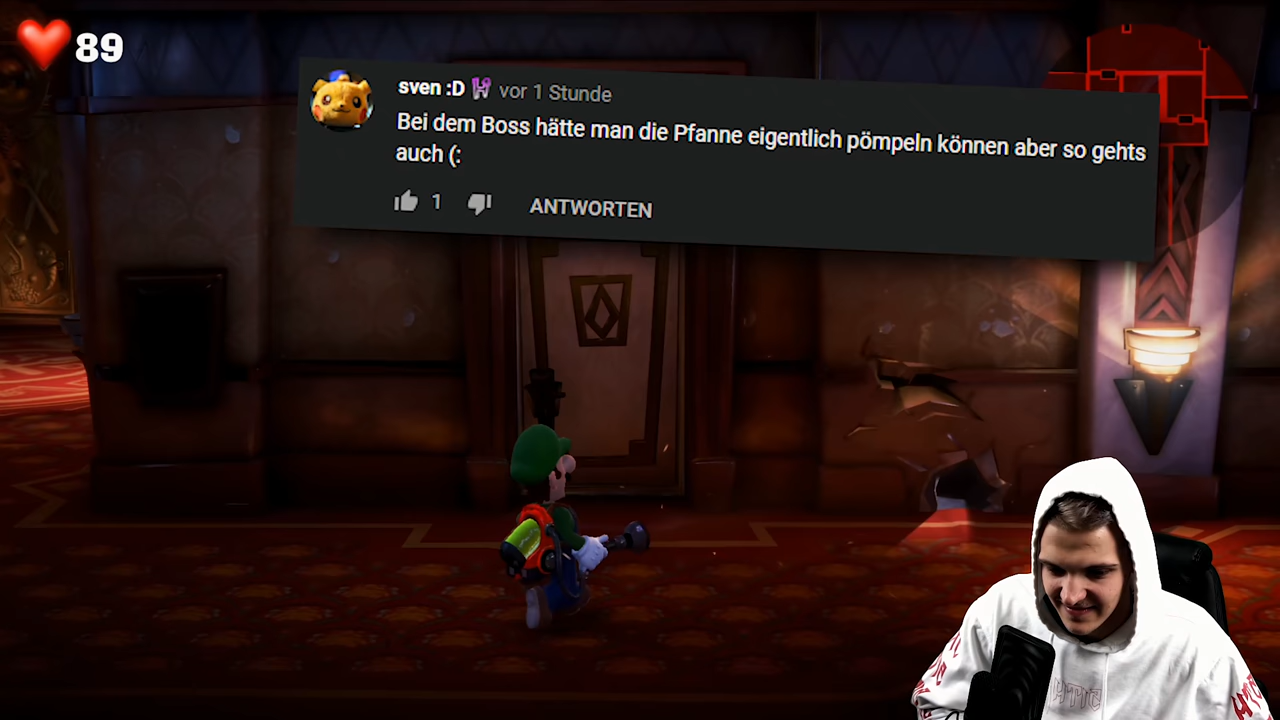 89
sven :D vor 1 Stunde
Bei dem Boss hätte man die Pfanne eigentlich pömpeln können aber so gehts
auch (:
1
ANTWORTEN